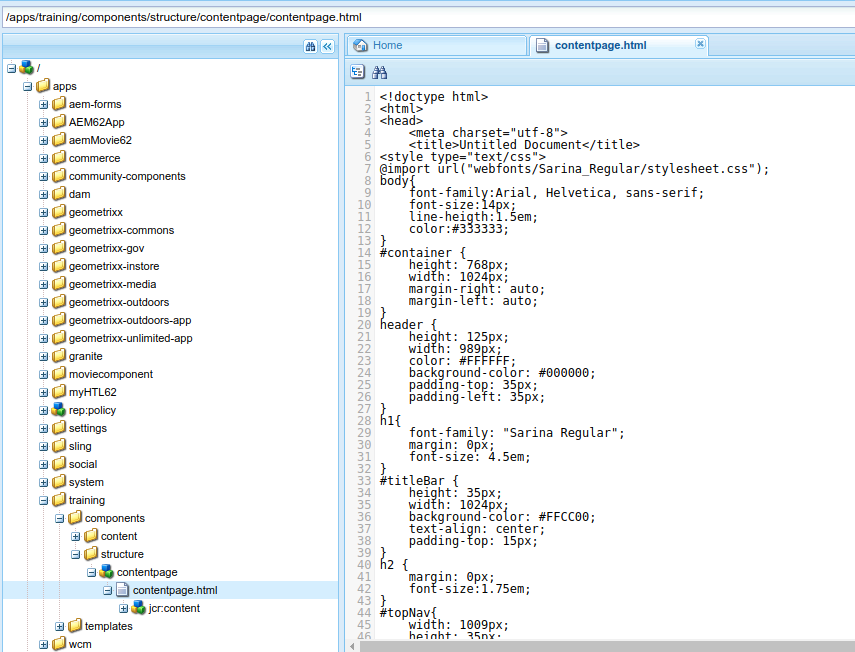 /apps/training/components/structure/contentpage/contentpage.html
/
apps
aem-forms
AEM62App
aemMovie62
commerce
community-components
dam
geometrixx
geometrixx-commons
geometrixx-gov
geometrixx-instore
geometrixx-media
geometrixx-outdoors
geometrixx-outdoors-app
geometrixx-unlimited-app
granite
moviecomponent
myHTL62
rep:policy
settings
sling
social
system
training
components
content
structure
contentpage
contentpage.html
jcr:content
templates
wcm
Home
contentpage.html
1 <!doctype html>
2 <html>
3 <head>
4     <meta charset="utf-8">
5     <title>Untitled Document</title>
6 <style type="text/css">
7 @import url("webfonts/Sarina_Regular/stylesheet.css");
8 body{
9     font-family:Arial, Helvetica, sans-serif;
10     font-size:14px;
11     line-heigth:1.5em;
12     color:#333333;
13 }
14 #container {
15     height: 768px;
16     width: 1024px;
17     margin-right: auto;
18     margin-left: auto;
19 }
20 header {
21     height: 125px;
22     width: 989px;
23     color: #FFFFFF;
24     background-color: #000000;
25     padding-top: 35px;
26     padding-left: 35px;
27 }
28 h1{
29     font-family: "Sarina Regular";
30     margin: 0px;
31     font-size: 4.5em;
32 }
33 #titleBar {
34     height: 35px;
35     width: 1024px;
36     background-color: #FFCC00;
37     text-align: center;
38     padding-top: 15px;
39 }
40 h2 {
41     margin: 0px;
42     font-size:1.75em;
43 }
44 #topNav{
45     width: 1009px;
46     height: 35px;